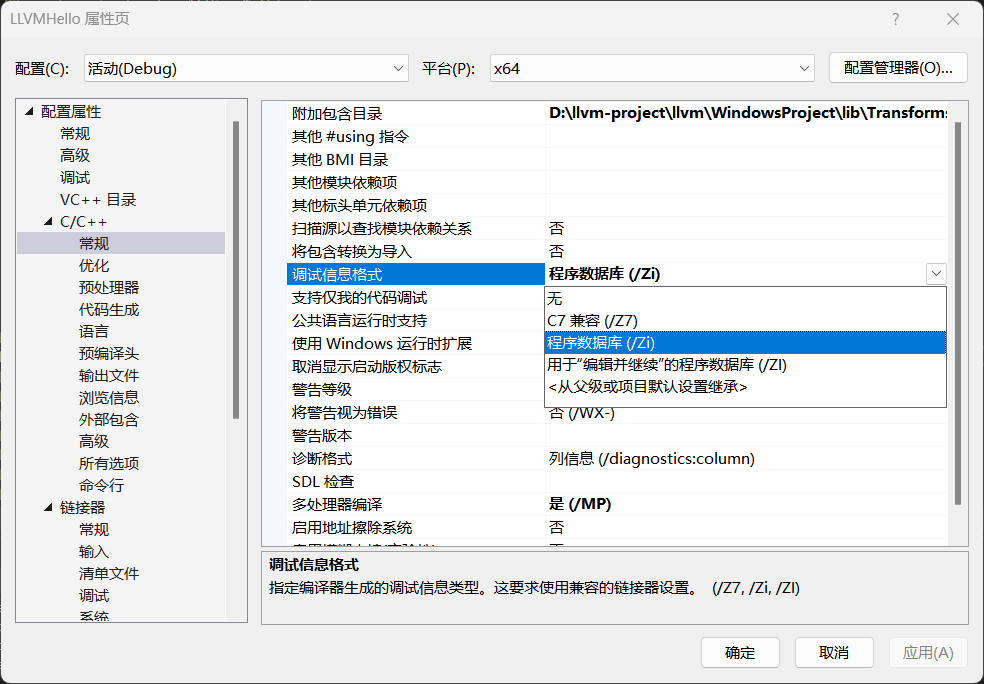 LLVMHello 属性页
配置(C): 活动(Debug) 平台(P): x64 配置管理器(O)...
配置属性
常规
高级
调试
VC++ 目录
C/C++
常规
优化
预处理器
代码生成
语言
预编译头
输出文件
浏览信息
外部包含
高级
所有选项
命令行
链接器
常规
输入
清单文件
调试
系统
附加包含目录 D:\llvm-project\llvm\WindowsProject\lib\Transforms
其他 #using 指令
其他 BMI 目录
其他模块依赖项
其他标头单元依赖项
扫描源以查找模块依赖关系 否
将包含转换为导入 否
调试信息格式 程序数据库 (/Zi)
支持仅我的代码调试
公共语言运行时支持
使用 Windows 运行时扩展
取消显示启动版权标志
警告等级
将警告视为错误 否 (/WX-)
警告版本
诊断格式 列信息 (/diagnostics:column)
SDL 检查
多处理器编译 是 (/MP)
启用地址擦除系统 否
无
C7 兼容 (/Z7)
程序数据库 (/Zi)
用于“编辑并继续”的程序数据库 (/ZI)
<从父级或项目默认设置继承>
调试信息格式
指定编译器生成的调试信息类型。这要求使用兼容的链接器设置。 (/Z7, /Zi, /ZI)
确定 取消 应用(A)